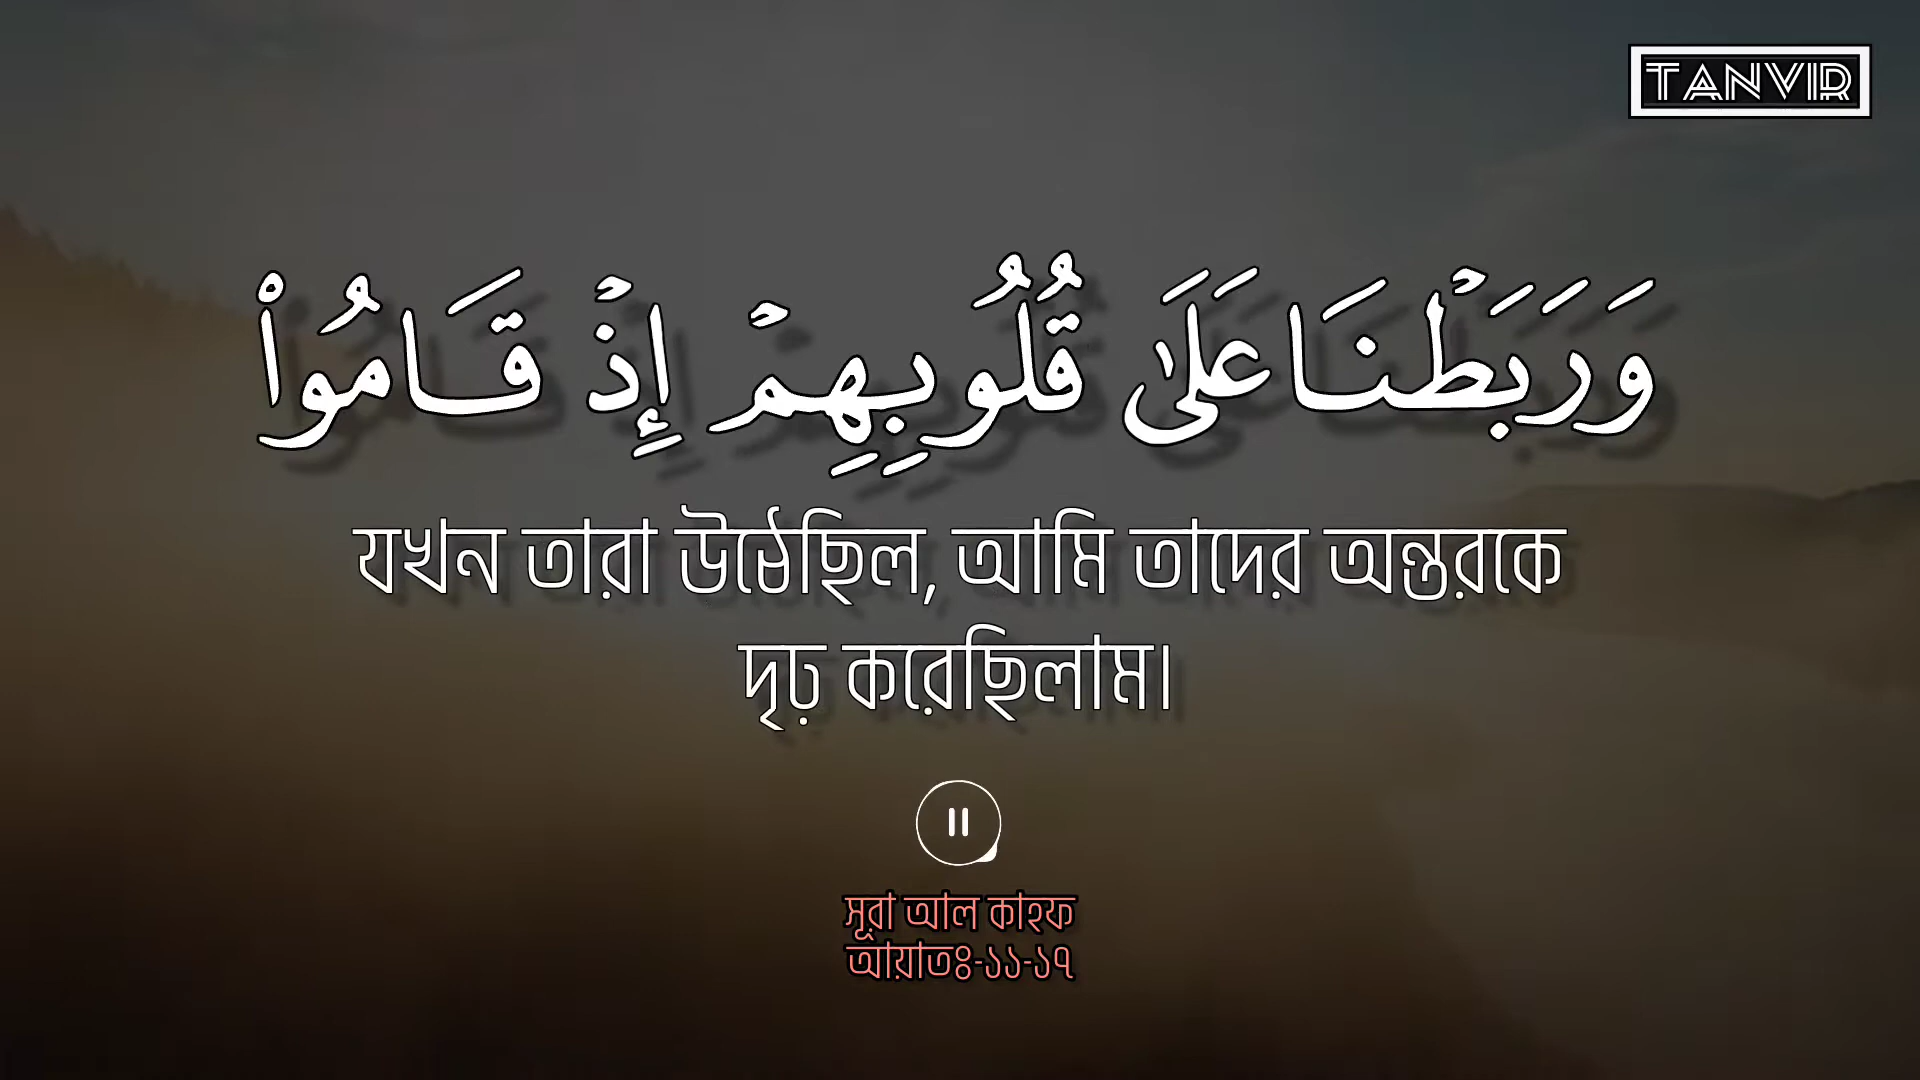 TANVIR
وَرَبَطۡنَا عَلَىٰ قُلُوبِهِمۡ إِذۡ قَامُواْ
যখন তারা উঠেছিল, আমি তাদের অন্তরকে
দৃঢ় করেছিলাম।
সূরা আল কাহফ
আয়াতঃ-১১-১৭